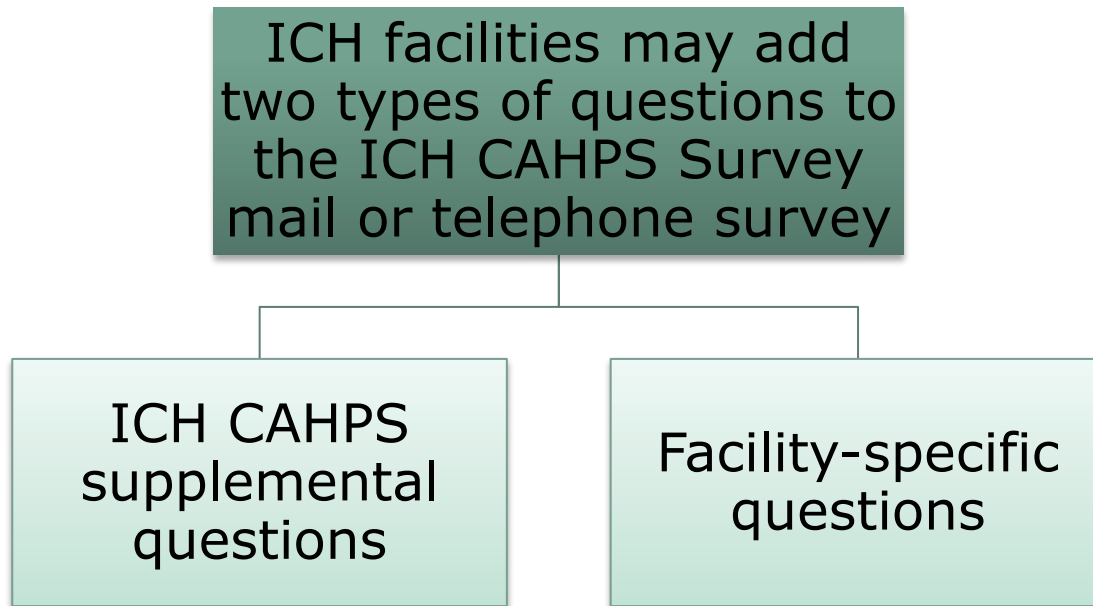 ICH facilities may add
two types of questions to
the ICH CAHPS Survey
mail or telephone survey
ICH CAHPS
supplemental
questions
Facility-specific
questions